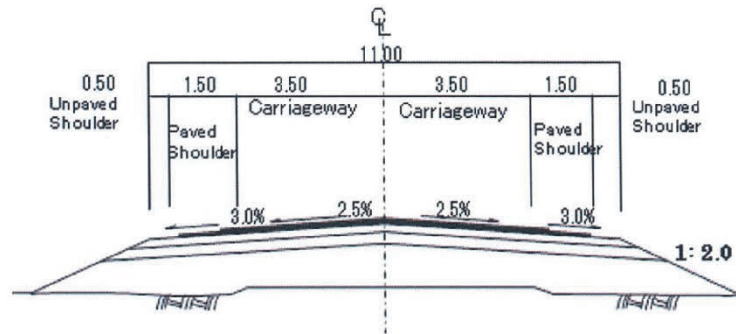 CL
11.00
0.50 1.50 3.50 3.50 1.50 0.50
Unpaved Shoulder
Paved Shoulder
Carriageway
Carriageway
Paved Shoulder
Unpaved Shoulder
3.0% 2.5% 2.5% 3.0%
1: 2.0